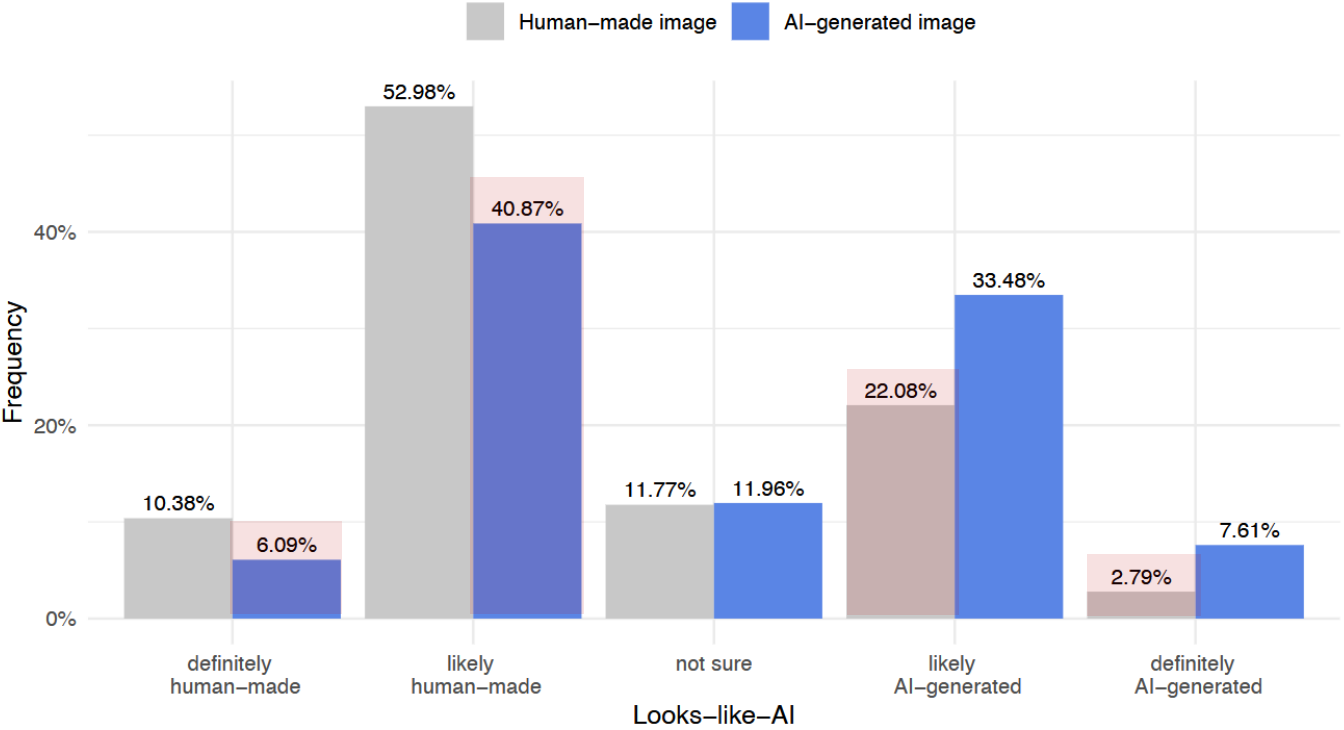 Human−made image AI−generated image
52.98%
40.87%
40%
33.48%
22.08%
20%
11.77% 11.96%
10.38%
7.61%
6.09%
2.79%
0%
Frequency
definitely likely not sure likely definitely
human−made human−made AI−generated AI−generated
Looks−like−AI